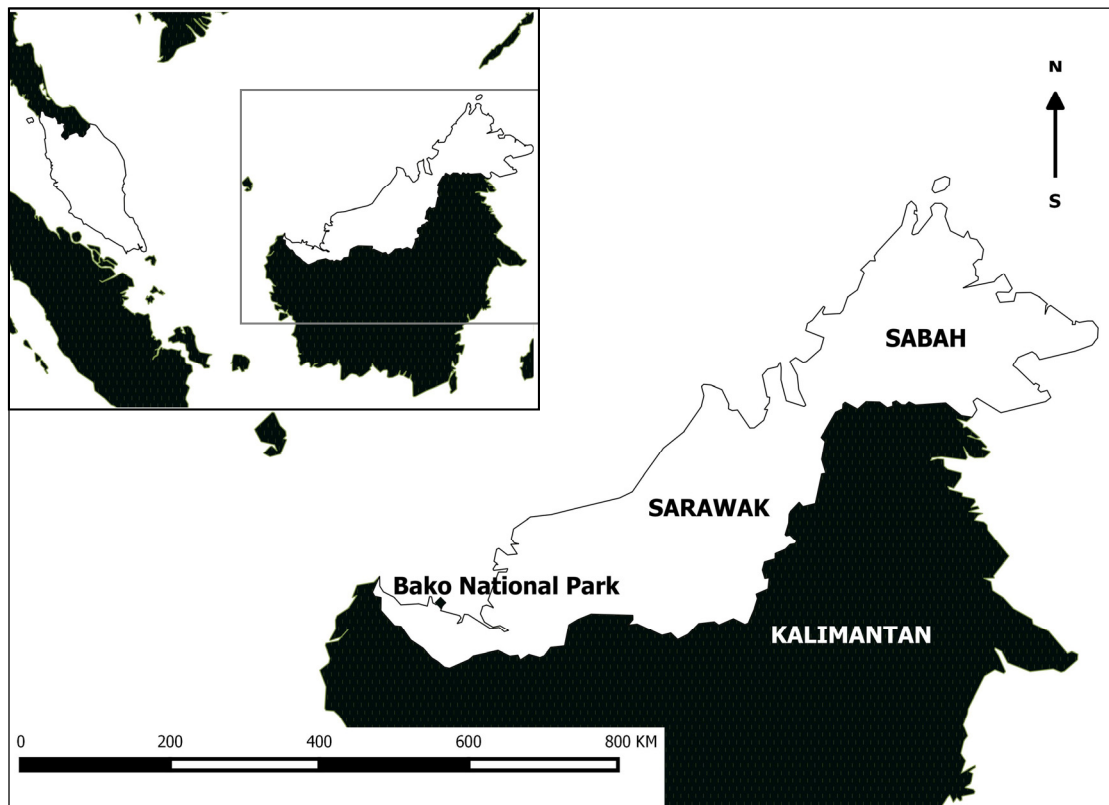 N
S
SABAH
SARAWAK
Bako National Park
KALIMANTAN
0 200 400 600 800 KM